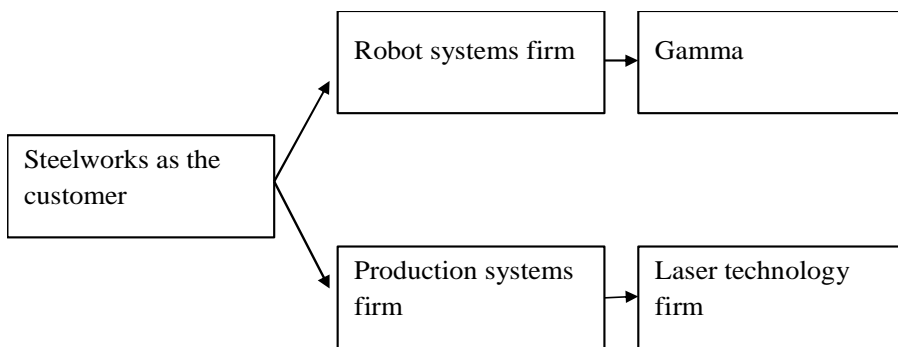 Robot systems firm
Gamma
Steelworks as the
customer
Production systems
firm
Laser technology
firm